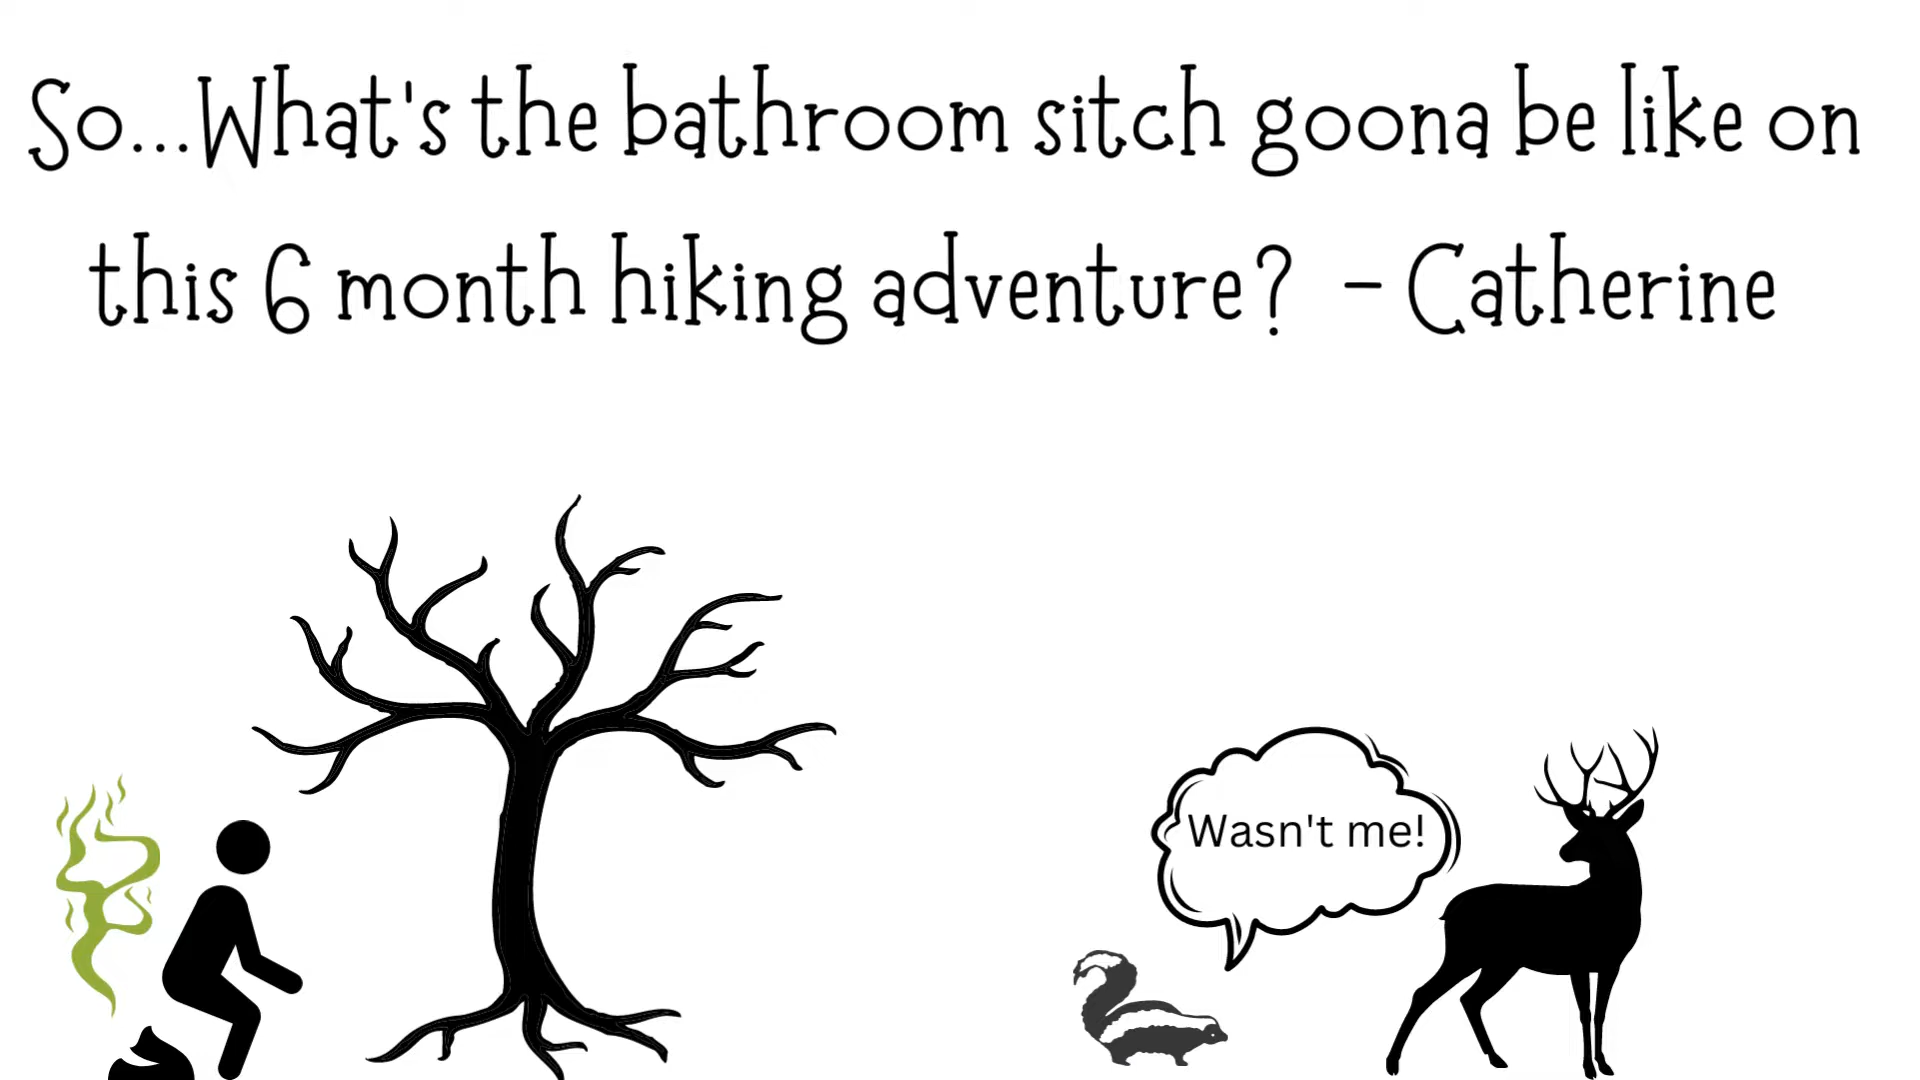 So...What's the bathroom sitch goona be like on
this 6 month hiking adventure? - Catherine
Wasn't me!